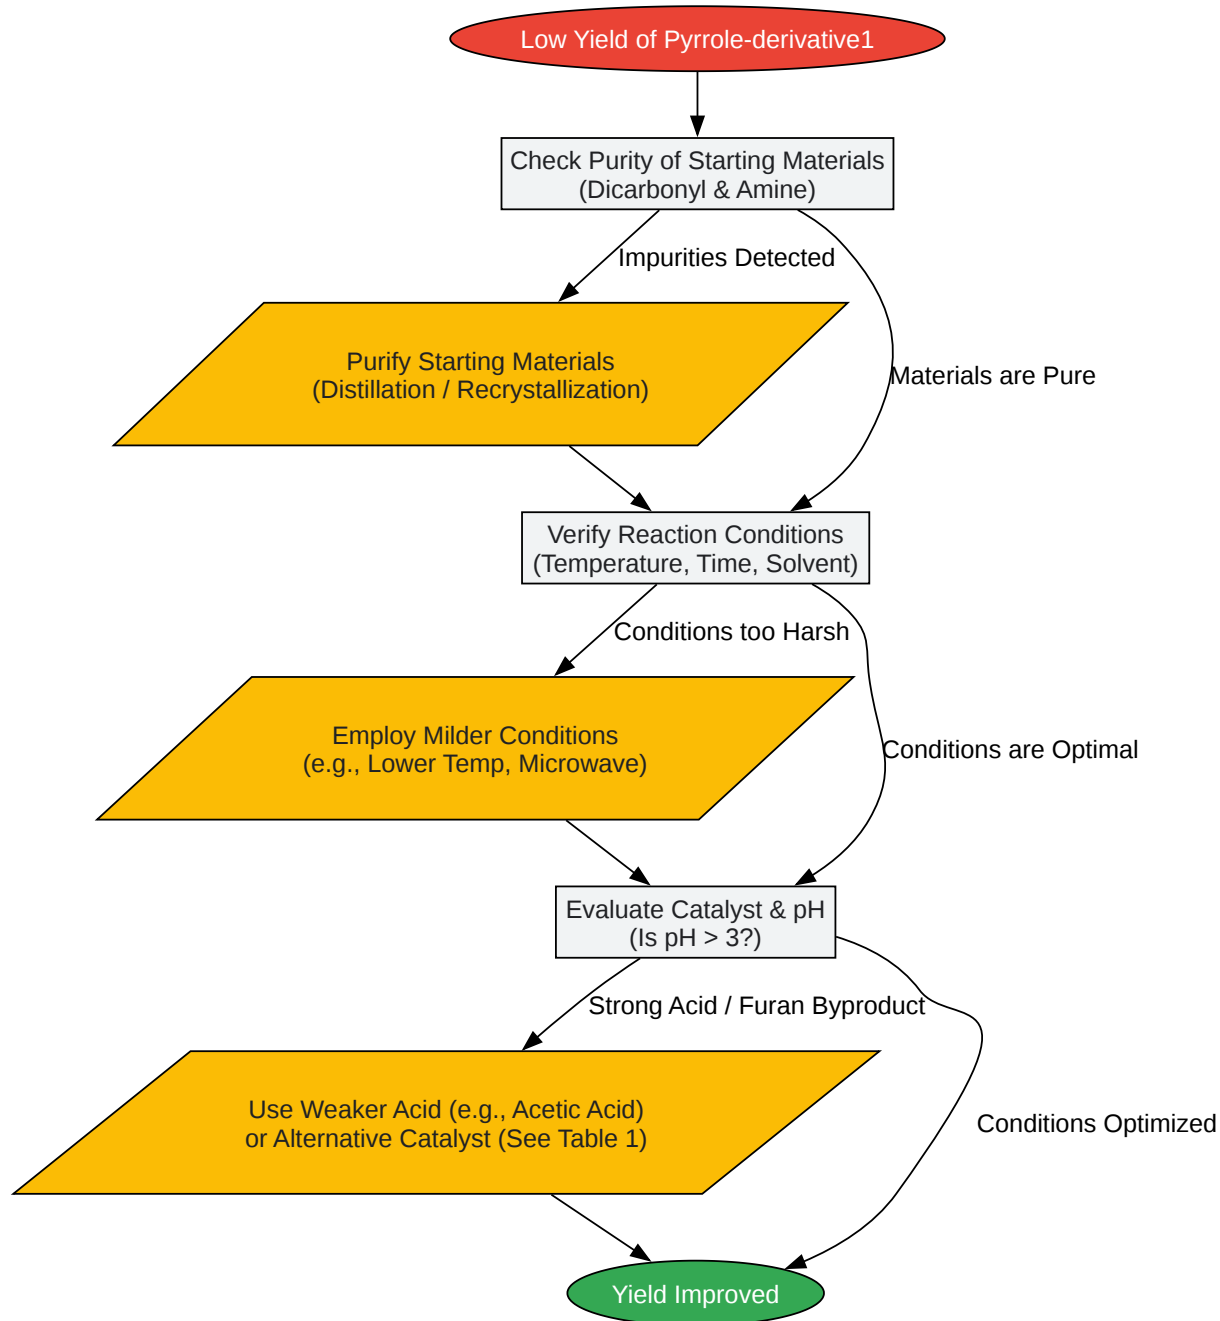 Low Yield of Pyrrole-derivative1
Check Purity of Starting Materials
(Dicarbonyl & Amine)
Impurities Detected
Materials are Pure
Purify Starting Materials
(Distillation / Recrystallization)
Verify Reaction Conditions
(Temperature, Time, Solvent)
Conditions too Harsh
Conditions are Optimal
Employ Milder Conditions
(e.g., Lower Temp, Microwave)
Evaluate Catalyst & pH
(Is pH > 3?)
Strong Acid / Furan Byproduct
Conditions Optimized
Use Weaker Acid (e.g., Acetic Acid)
or Alternative Catalyst (See Table 1)
Yield Improved